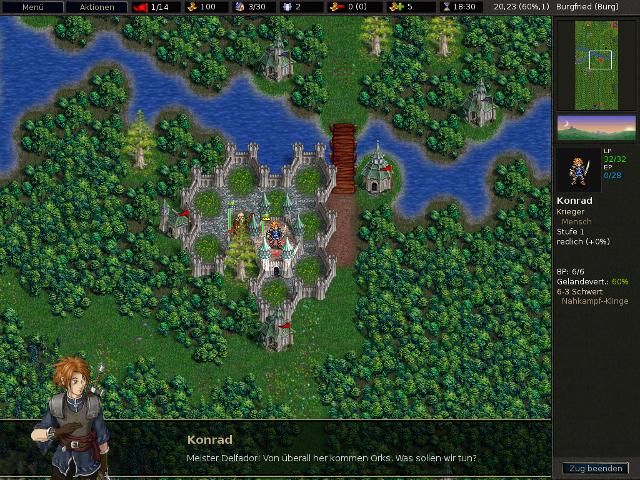 Menü Aktionen 1/14 100 3/30 2 0 (0) 5 18:30 20,23 (60%,1) Burgfried (Burg)
LP
32/32
EP
0/28
Konrad
Krieger
Mensch
Stufe 1
redlich (+0%)
BP: 6/6
Geländevert.: 60%
6-3 Schwert
Nahkampf-Klinge
Konrad
Meister Delfador! Von überall her kommen Orks. Was sollen wir tun?
Zug beenden